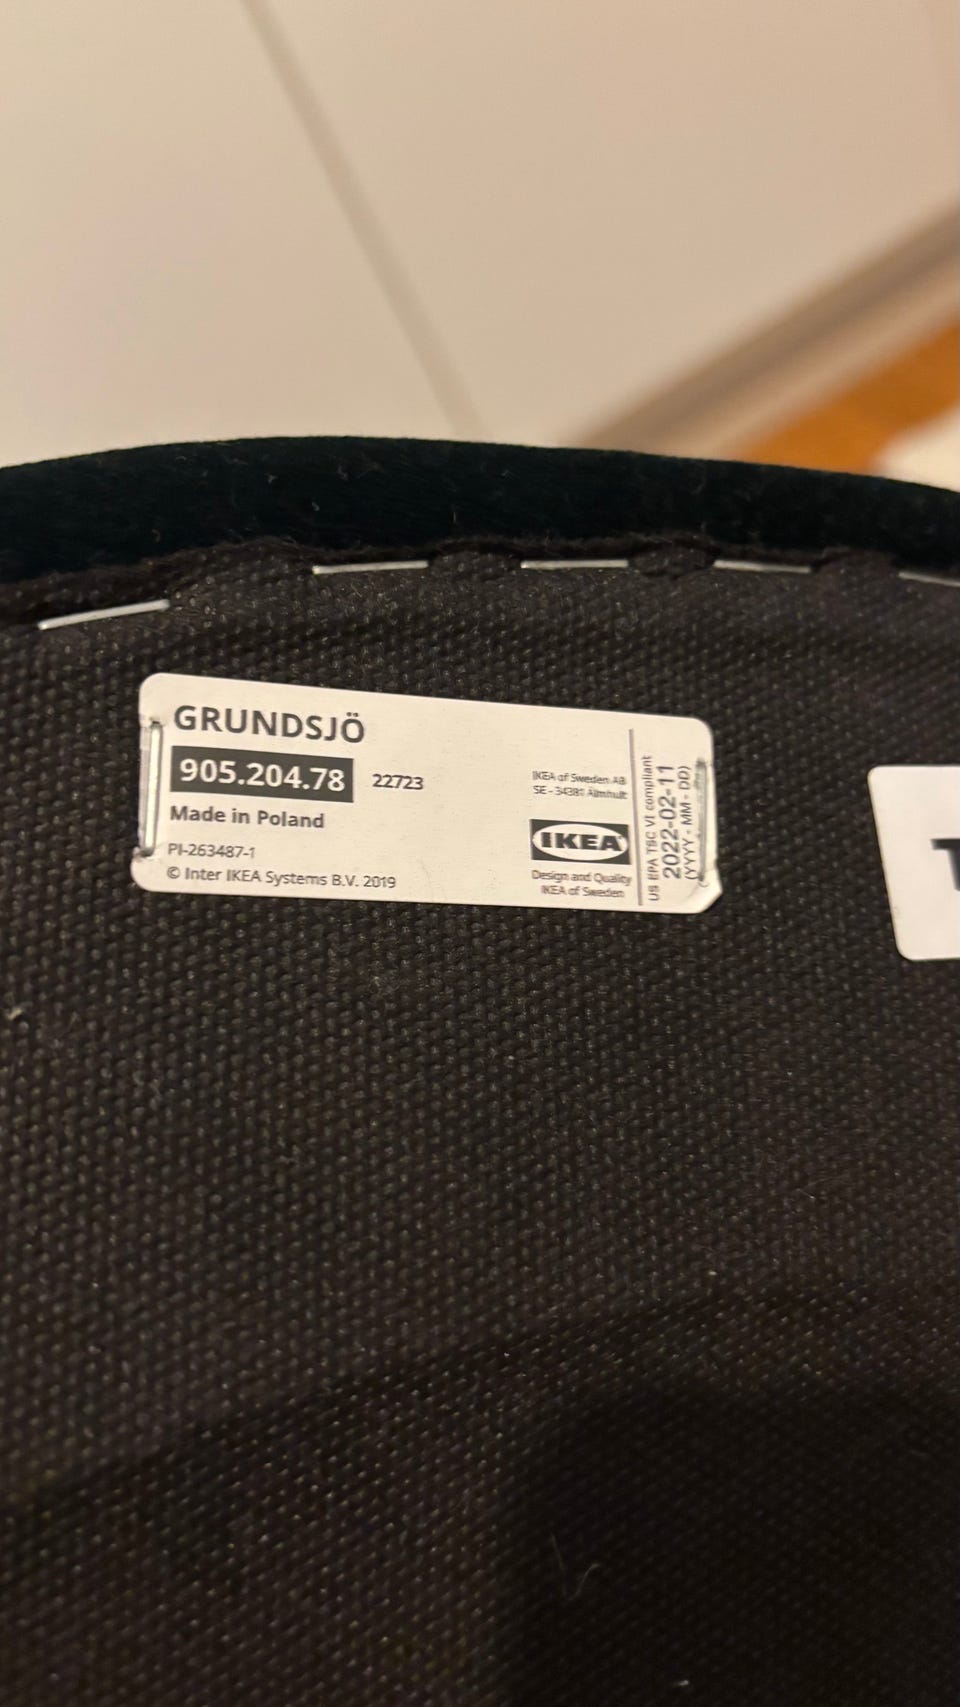 GRUNDSJÖ
905.204.78 22723
Made in Poland
PI-263487-1
© Inter IKEA Systems B.V. 2019
IKEA of Sweden AB
SE - 34381 Älmhult
IKEA
Design and Quality
IKEA of Sweden
US EPA TSC VI compliant
2022-02-11
(YYYY - MM - DD)